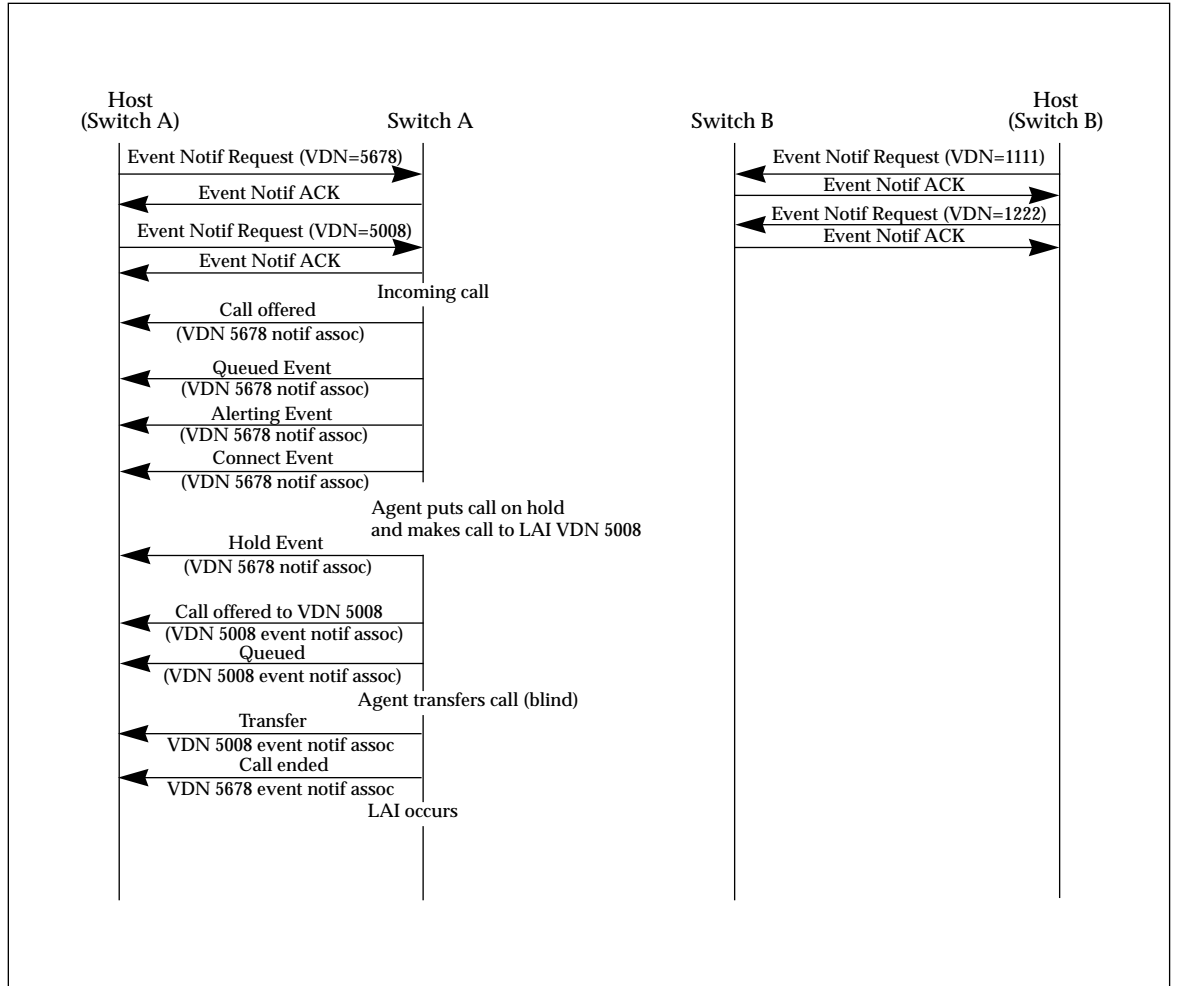 Host
(Switch A)
Switch A
Switch B
Host
(Switch B)
Event Notif Request (VDN=5678)
Event Notif ACK
Event Notif Request (VDN=5008)
Event Notif ACK
Event Notif Request (VDN=1111)
Event Notif ACK
Event Notif Request (VDN=1222)
Event Notif ACK
Incoming call
Call offered
(VDN 5678 notif assoc)
Queued Event
(VDN 5678 notif assoc)
Alerting Event
(VDN 5678 notif assoc)
Connect Event
(VDN 5678 notif assoc)
Agent puts call on hold
and makes call to LAI VDN 5008
Hold Event
(VDN 5678 notif assoc)
Call offered to VDN 5008
(VDN 5008 event notif assoc)
Queued
(VDN 5008 event notif assoc)
Agent transfers call (blind)
Transfer
VDN 5008 event notif assoc
Call ended
VDN 5678 event notif assoc
LAI occurs